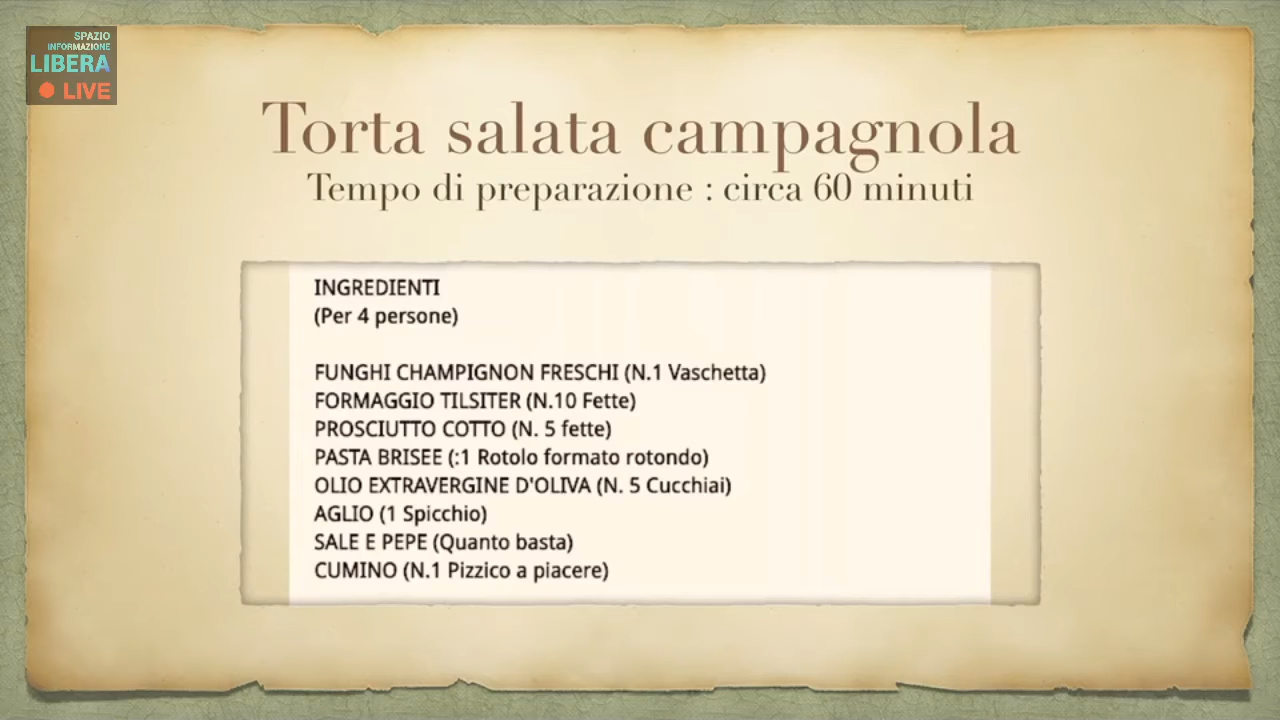 SPAZIO
INFORMAZIONE
LIBERA
LIVE
Torta salata campagnola
Tempo di preparazione : circa 60 minuti
INGREDIENTI
(Per 4 persone)
FUNGHI CHAMPIGNON FRESCHI (N.1 Vaschetta)
FORMAGGIO TILSITER (N.10 Fette)
PROSCIUTTO COTTO (N. 5 fette)
PASTA BRISEE (:1 Rotolo formato rotondo)
OLIO EXTRAVERGINE D'OLIVA (N. 5 Cucchiai)
AGLIO (1 Spicchio)
SALE E PEPE (Quanto basta)
CUMINO (N.1 Pizzico a piacere)